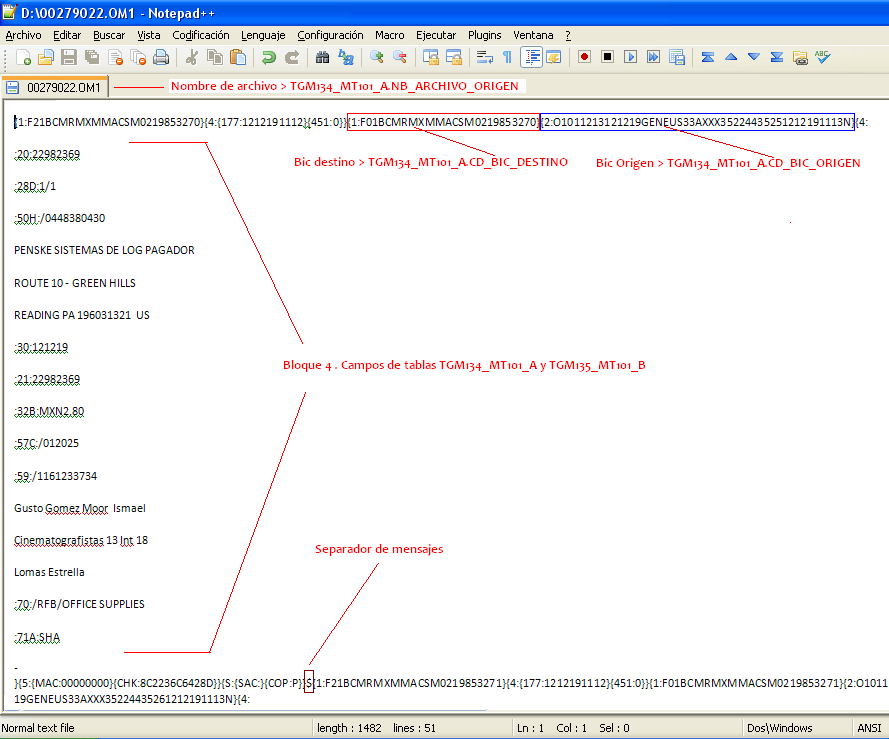 D:\00279022.OM1 - Notepad++
Archivo Editar Buscar Vista Codificación Lenguaje Configuración Macro Ejecutar Plugins Ventana ?
00279022.OM1 Nombre de archivo > TGM134_MT101_A.NB_ARCHIVO_ORIGEN
{1:F21BCMRMXMMACSM0219853270}{4:{177:1212191112}{451:0}}{1:F01BCMRMXMMACSM0219853270}{2:O1011213121219GENEUS33AXXX35224435251212191113N}{4:
:20:22982369
Bic destino > TGM134_MT101_A.CD_BIC_DESTINO Bic Origen > TGM134_MT101_A.CD_BIC_ORIGEN
:28D:1/1
:50H:/0448380430
PENSKE SISTEMAS DE LOG PAGADOR
ROUTE 10 - GREEN HILLS
READING PA 196031321 US
:30:121219
Bloque 4 . Campos de tablas TGM134_MT101_A y TGM135_MT101_B
:21:22982369
:32B:MXN2,80
:57C:/012025
:59:/1161233734
Gusto Gomez Moor Ismael
Cinematografistas 13 Int 18
Separador de mensajes
Lomas Estrella
:70:/RFB/OFFICE SUPPLIES
:71A:SHA
-
}{5:{MAC:00000000}{CHK:8C2236C6428D}}{S:{SAC:}{COP:P}}S{1:F21BCMRMXMMACSM0219853271}{4:{177:1212191112}{451:0}}{1:F01BCMRMXMMACSM0219853271}{2:O1011
19GENEUS33AXXX35224435261212191113N}{4:
Normal text file length : 1482 lines : 51 Ln : 1 Col : 1 Sel : 0 Dos\Windows ANSI